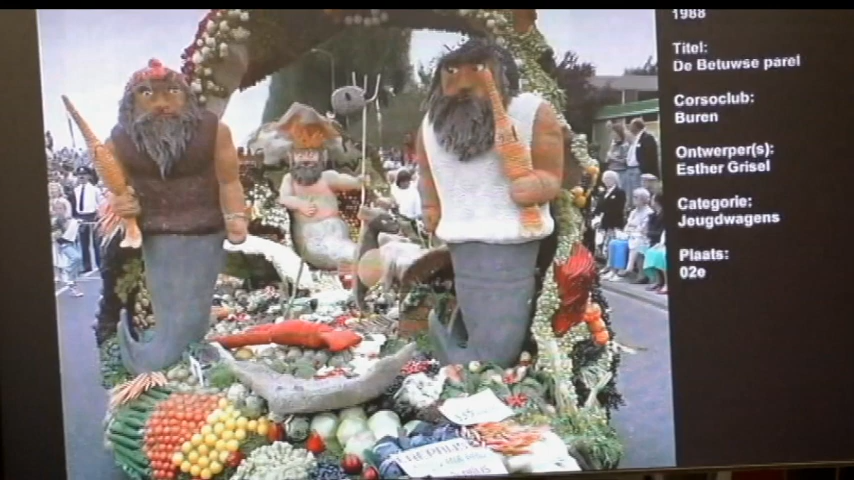 1988
Titel:
De Betuwse parel
Corsoclub:
Buren
Ontwerper(s):
Esther Grisel
Categorie:
Jeugdwagens
Plaats:
02e